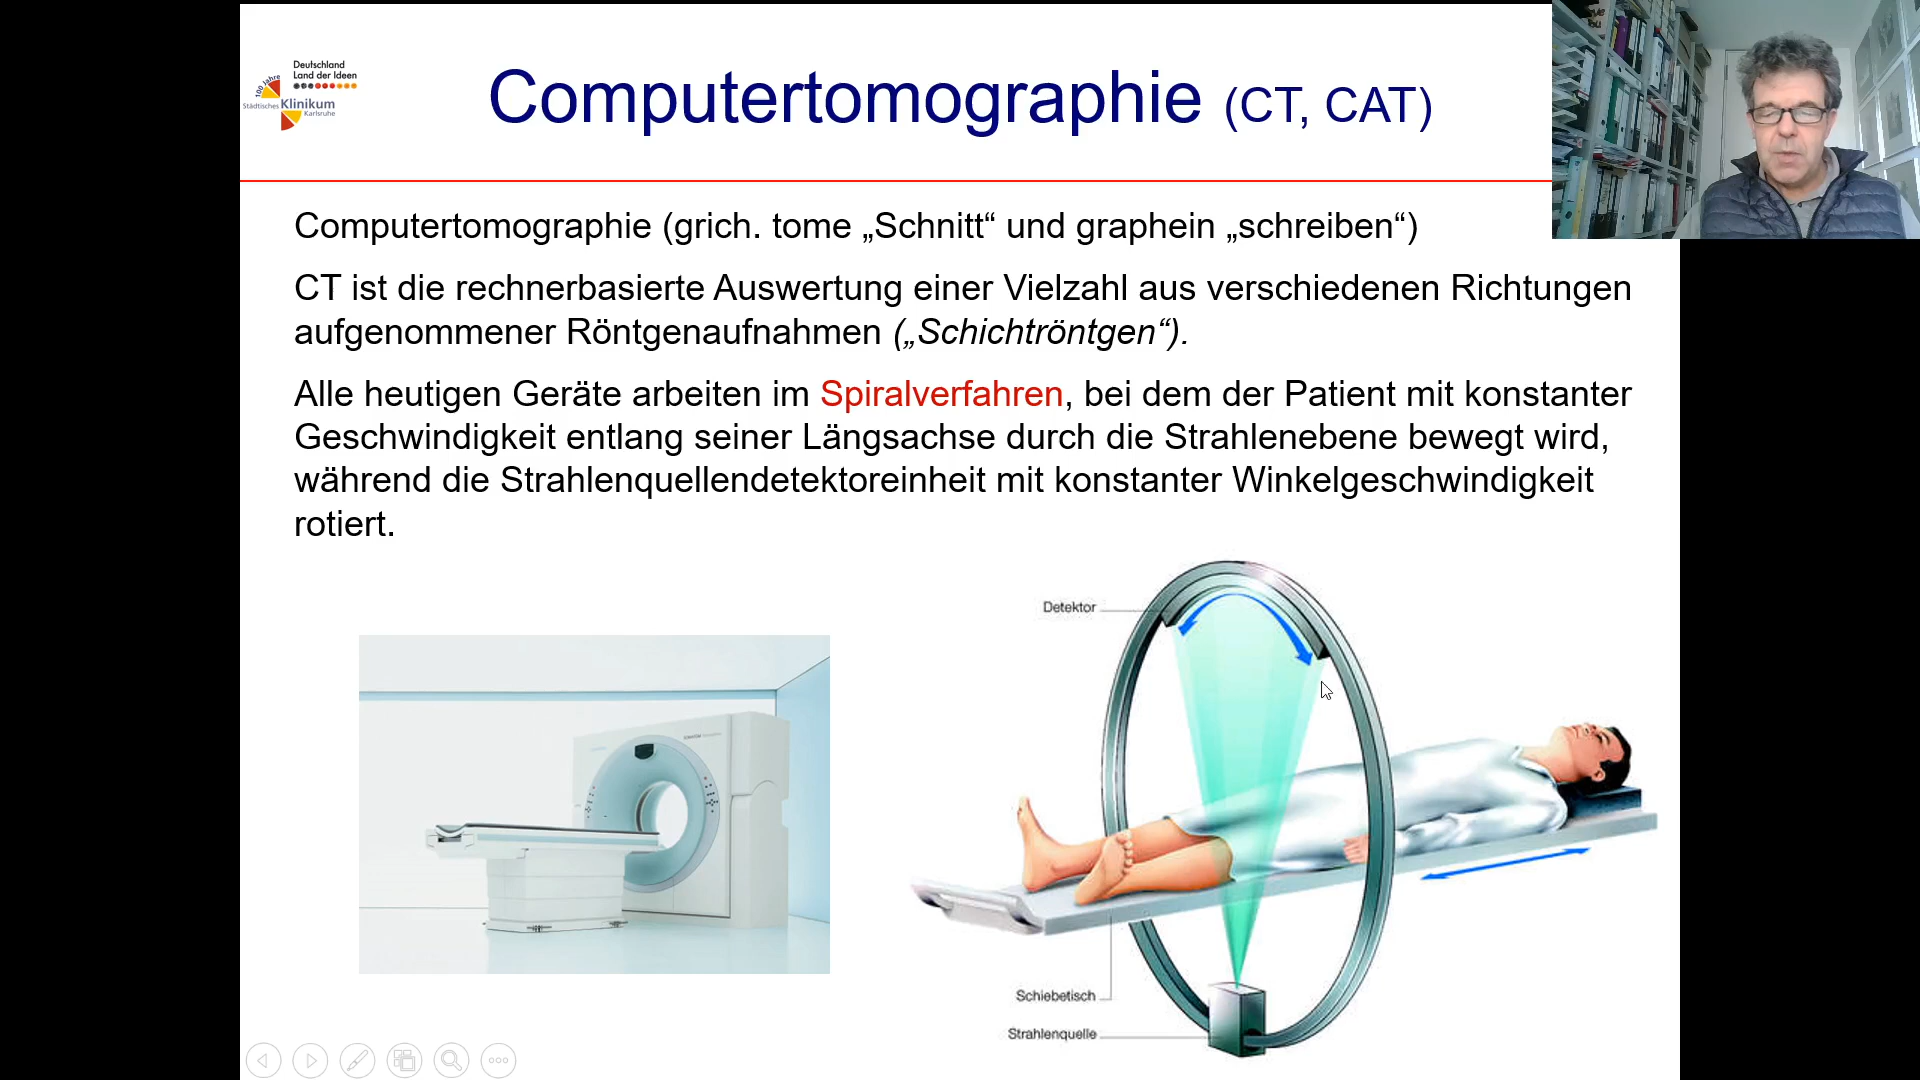 Deutschland
Land der Ideen
100 Jahre
Städtisches Klinikum
Karlsruhe
Computertomographie (CT, CAT)
Computertomographie (grich. tome „Schnitt“ und graphein „schreiben“)
CT ist die rechnerbasierte Auswertung einer Vielzahl aus verschiedenen Richtungen
aufgenommener Röntgenaufnahmen („Schichtröntgen“).
Alle heutigen Geräte arbeiten im Spiralverfahren, bei dem der Patient mit konstanter
Geschwindigkeit entlang seiner Längsachse durch die Strahlenebene bewegt wird,
während die Strahlenquellendetektoreinheit mit konstanter Winkelgeschwindigkeit
rotiert.
Detektor
Schiebetisch
Strahlenquelle